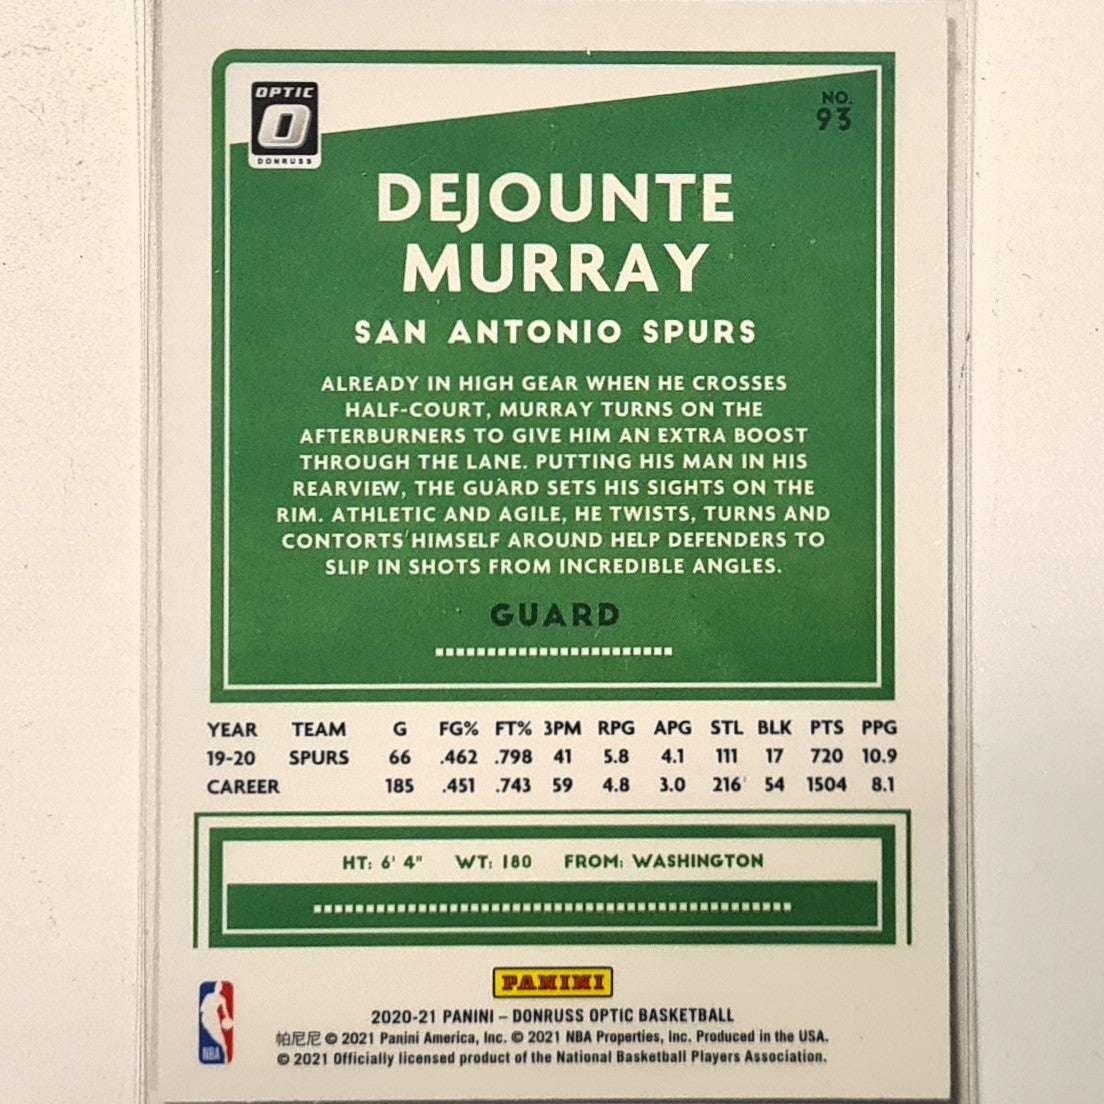 OPTIC
O
DONRUSS
NO.
93
DEJOUNTE
MURRAY
SAN ANTONIO SPURS
ALREADY IN HIGH GEAR WHEN HE CROSSES
HALF-COURT, MURRAY TURNS ON THE
AFTERBURNERS TO GIVE HIM AN EXTRA BOOST
THROUGH THE LANE. PUTTING HIS MAN IN HIS
REARVIEW, THE GUARD SETS HIS SIGHTS ON THE
RIM. ATHLETIC AND AGILE, HE TWISTS, TURNS AND
CONTORTS HIMSELF AROUND HELP DEFENDERS TO
SLIP IN SHOTS FROM INCREDIBLE ANGLES.
GUARD
YEAR TEAM G FG% FT% 3PM RPG APG STL BLK PTS PPG
19-20 SPURS 66 .462 .798 41 5.8 4.1 111 17 720 10.9
CAREER 185 .451 .743 59 4.8 3.0 216 54 1504 8.1
HT: 6' 4" WT: 180 FROM: WASHINGTON
PANINI
2020-21 PANINI – DONRUSS OPTIC BASKETBALL
帕尼尼 © 2021 Panini America, Inc. © 2021 NBA Properties, Inc. Produced in the USA.
© 2021 Officially licensed product of the National Basketball Players Association.
NBA